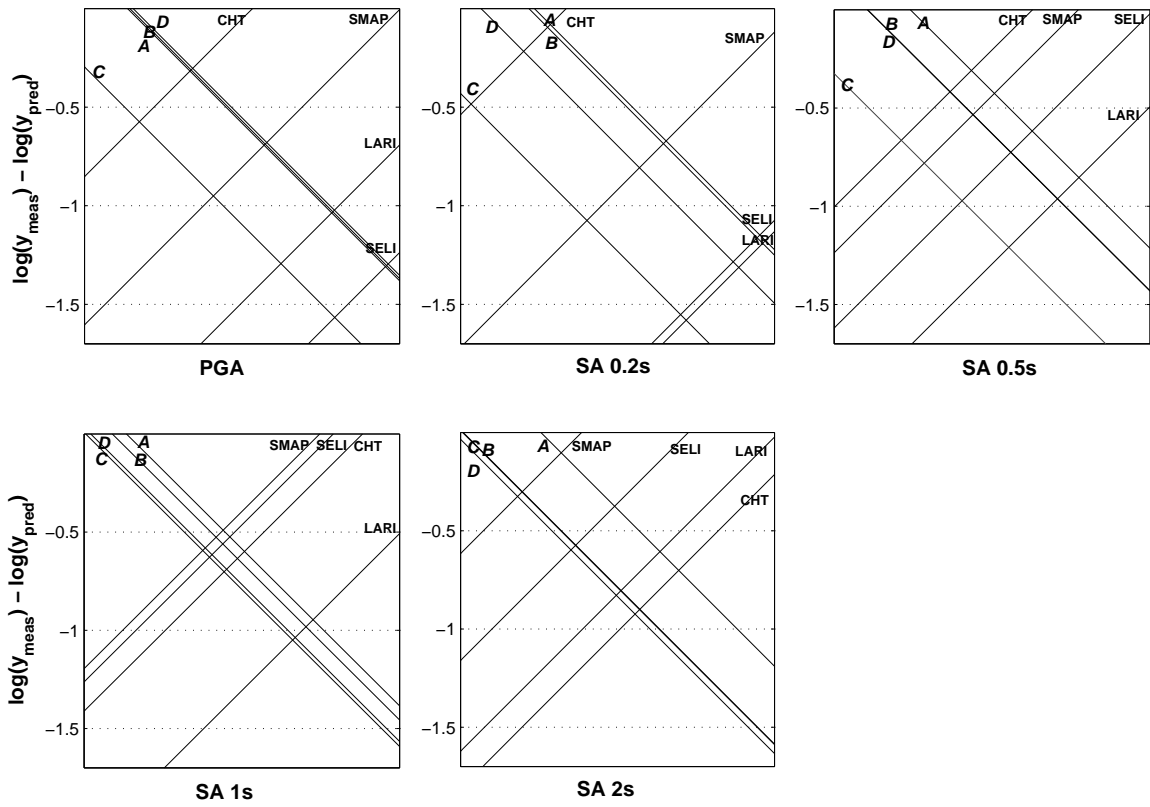 D
B
A
C
CHT
SMAP
LARI
SELI
−0.5
−1
−1.5
log(y_meas) − log(y_pred)
PGA
A
CHT
D
B
SMAP
C
SELI
LARI
−0.5
−1
−1.5
SA 0.2s
B
A
D
C
CHT
SMAP
SELI
LARI
−0.5
−1
−1.5
SA 0.5s
D
A
C
B
SMAP
SELI
CHT
LARI
−0.5
−1
−1.5
log(y_meas) − log(y_pred)
SA 1s
C
B
A
D
SMAP
SELI
LARI
CHT
−0.5
−1
−1.5
SA 2s